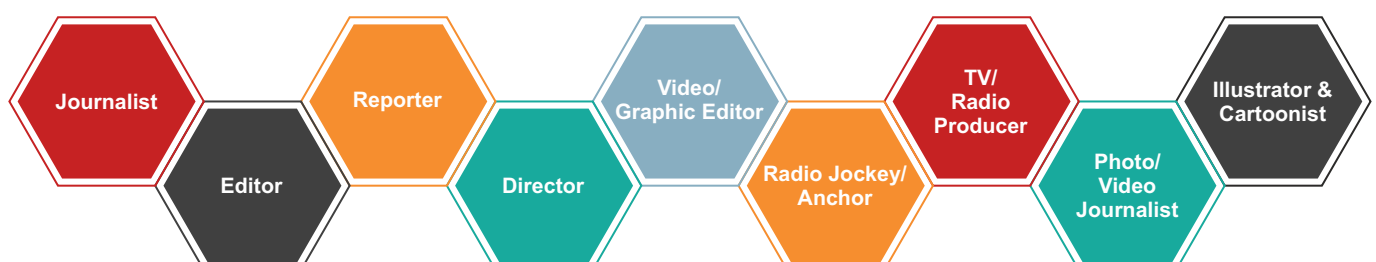 Journalist
Editor
Reporter
Director
Video/
Graphic Editor
Radio Jockey/
Anchor
TV/
Radio
Producer
Photo/
Video
Journalist
Illustrator &
Cartoonist